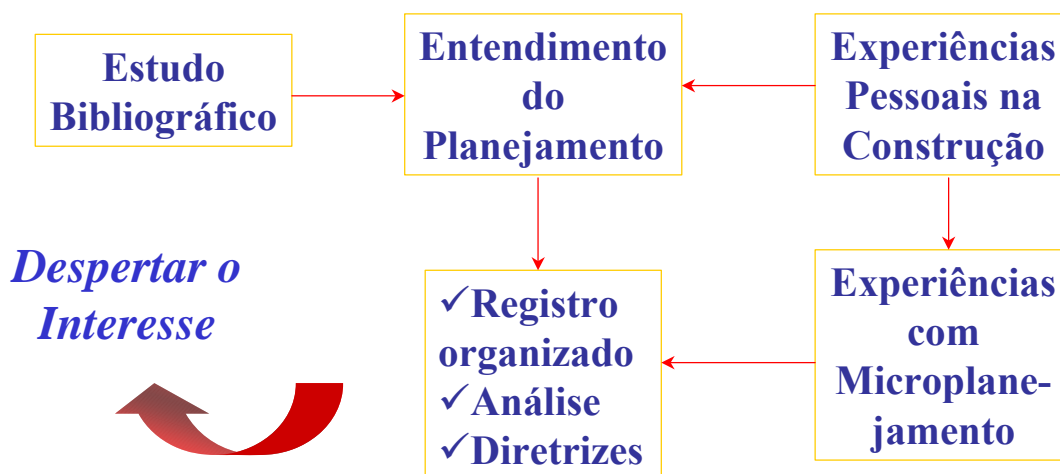 Estudo
Bibliográfico
Entendimento
do
Planejamento
Experiências
Pessoais na
Construção
Despertar o
Interesse
✓Registro
organizado
✓Análise
✓Diretrizes
Experiências
com
Microplane-
jamento